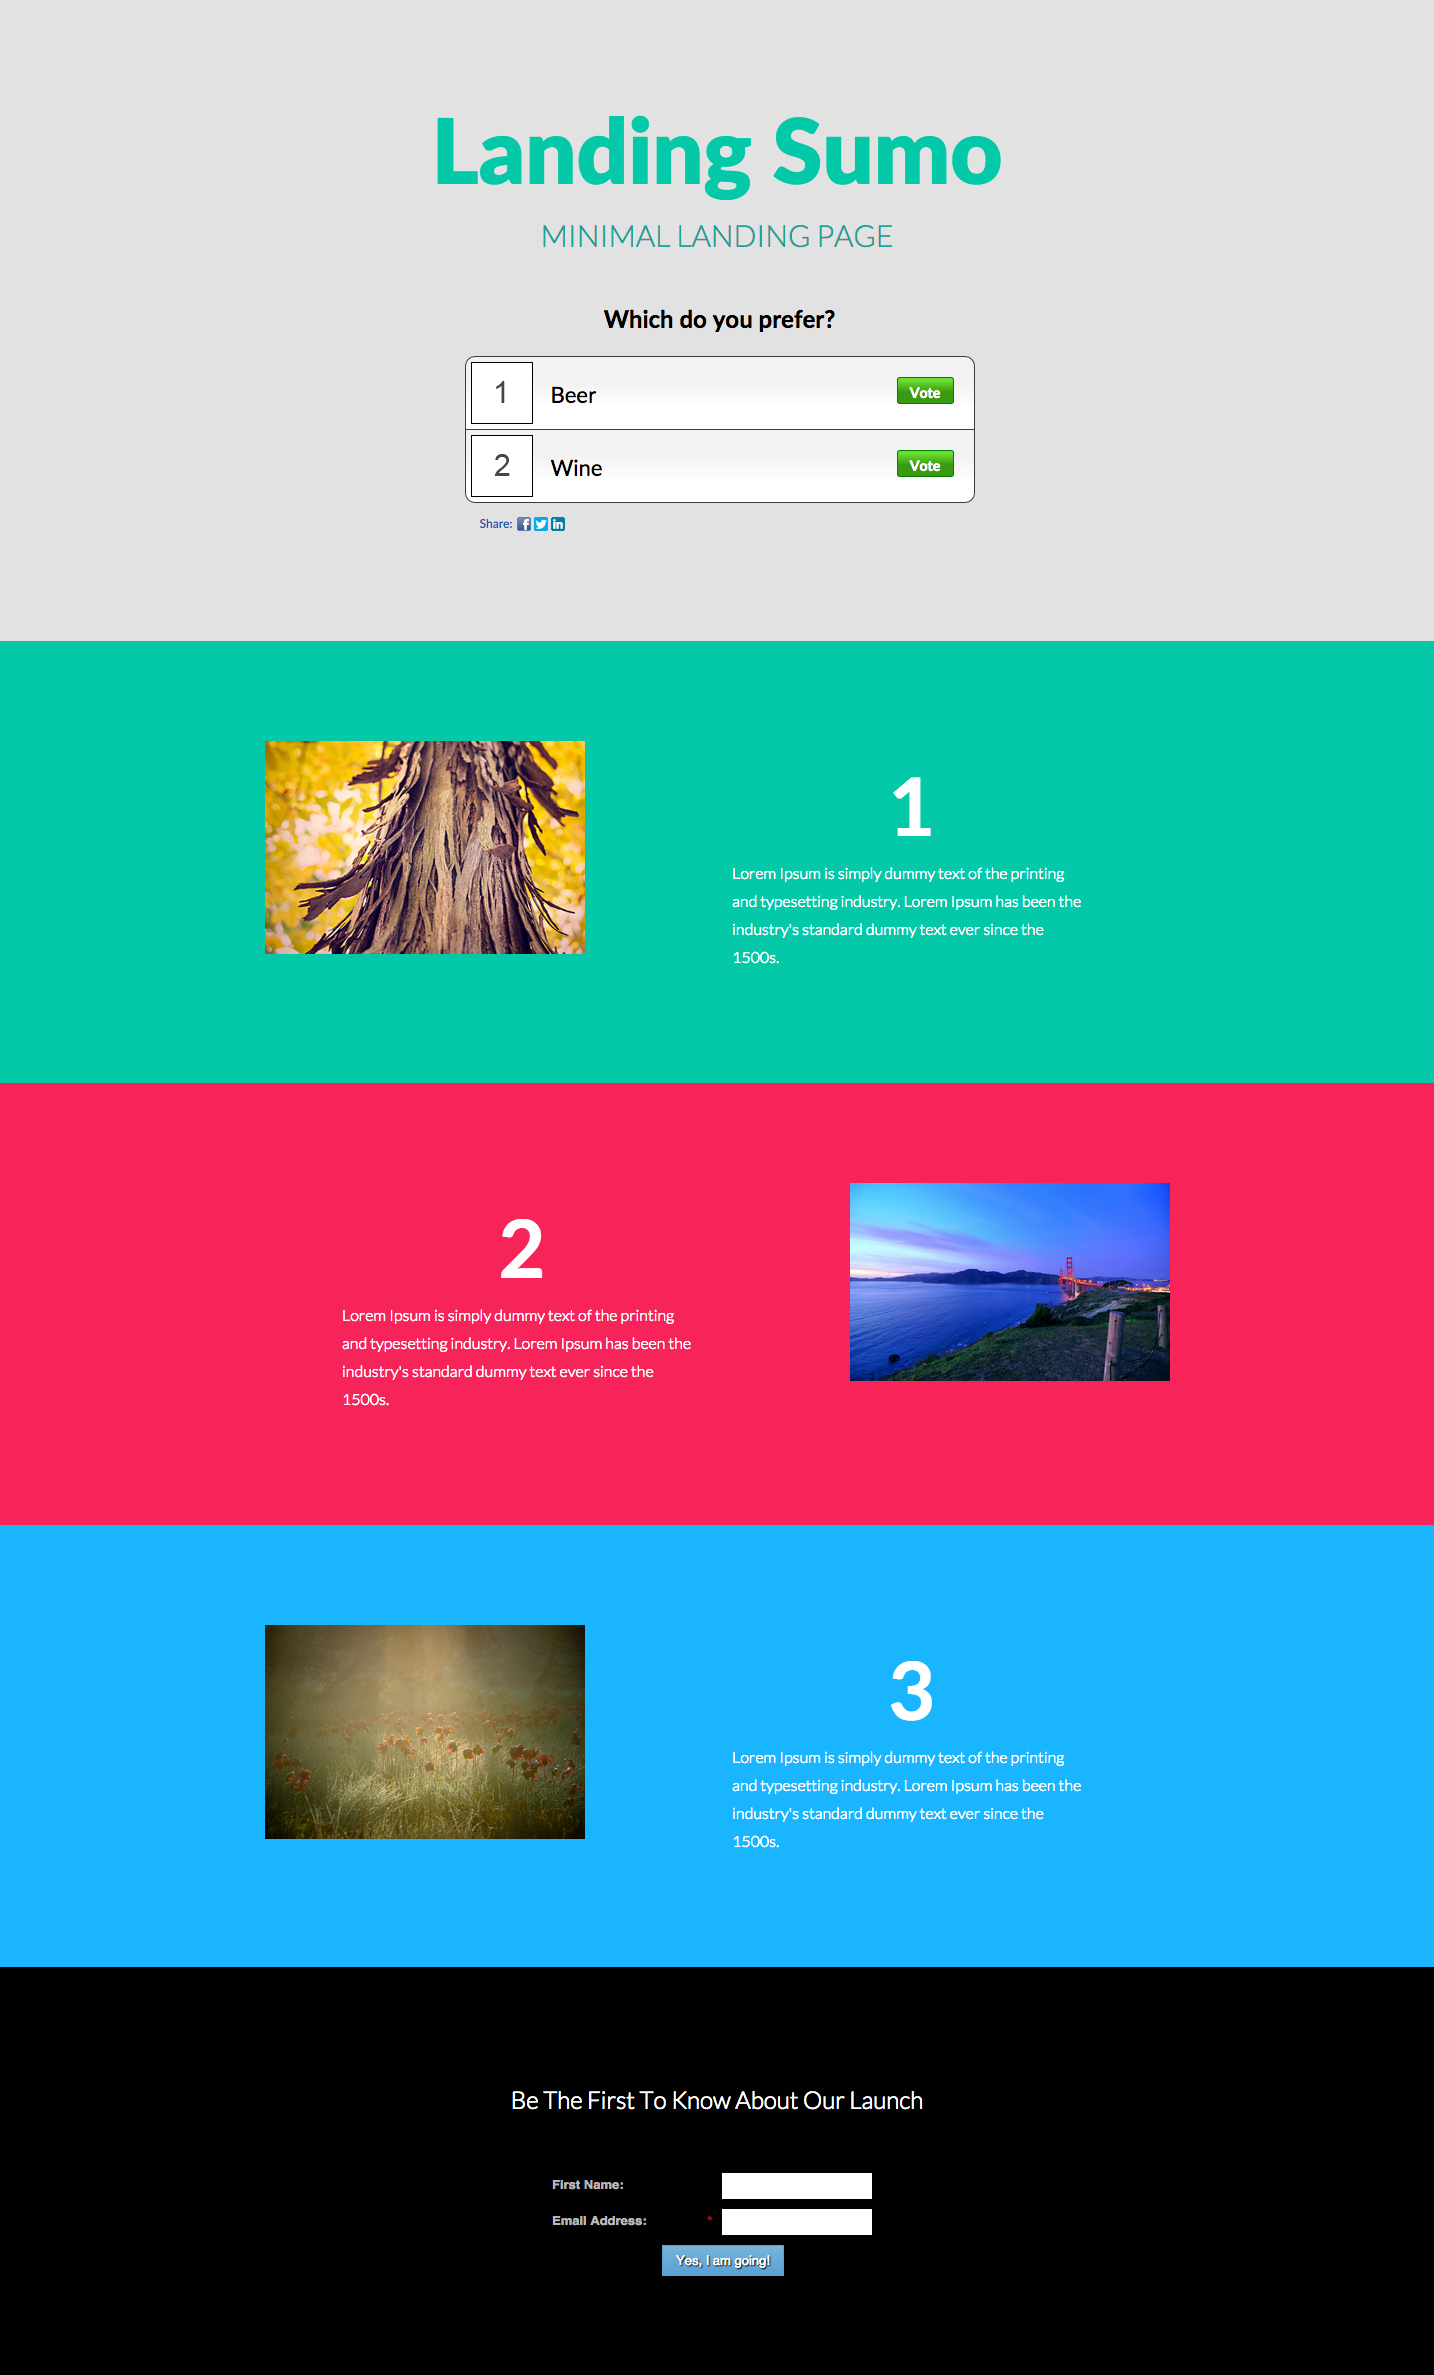 Landing Sumo
MINIMAL LANDING PAGE
Which do you prefer?
1 Beer Vote
2 Wine Vote
Share:
1
Lorem Ipsum is simply dummy text of the printing
and typesetting industry. Lorem Ipsum has been the
industry's standard dummy text ever since the
1500s.
2
Lorem Ipsum is simply dummy text of the printing
and typesetting industry. Lorem Ipsum has been the
industry's standard dummy text ever since the
1500s.
3
Lorem Ipsum is simply dummy text of the printing
and typesetting industry. Lorem Ipsum has been the
industry's standard dummy text ever since the
1500s.
Be The First To Know About Our Launch
First Name:
Email Address: *
Yes, I am going!